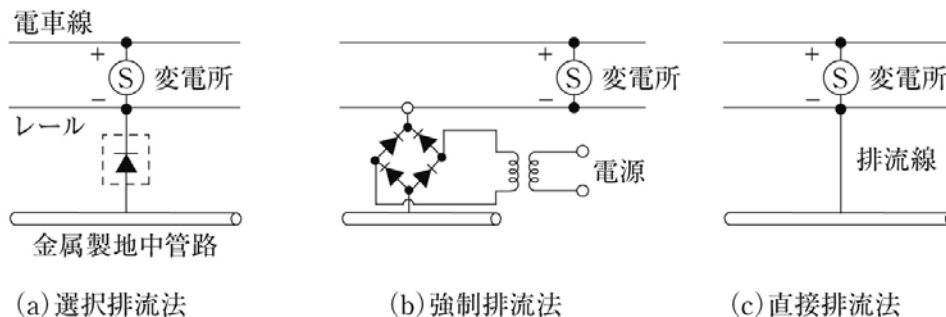 電車線
+
S 変電所
−
レール
金属製地中管路
(a)選択排流法
+
S 変電所
−
電源
(b)強制排流法
+
S 変電所
−
排流線
(c)直接排流法